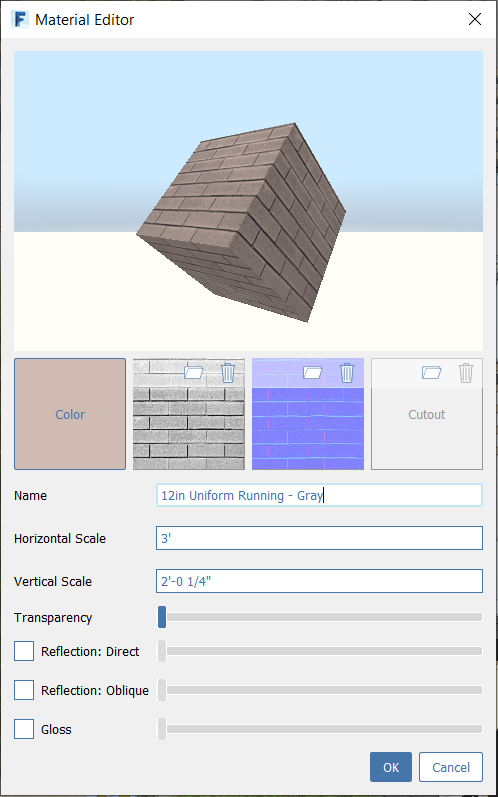 F Material Editor
Color
Cutout
Name 12in Uniform Running - Gray
Horizontal Scale 3'
Vertical Scale 2'-0 1/4"
Transparency
Reflection: Direct
Reflection: Oblique
Gloss
OK Cancel